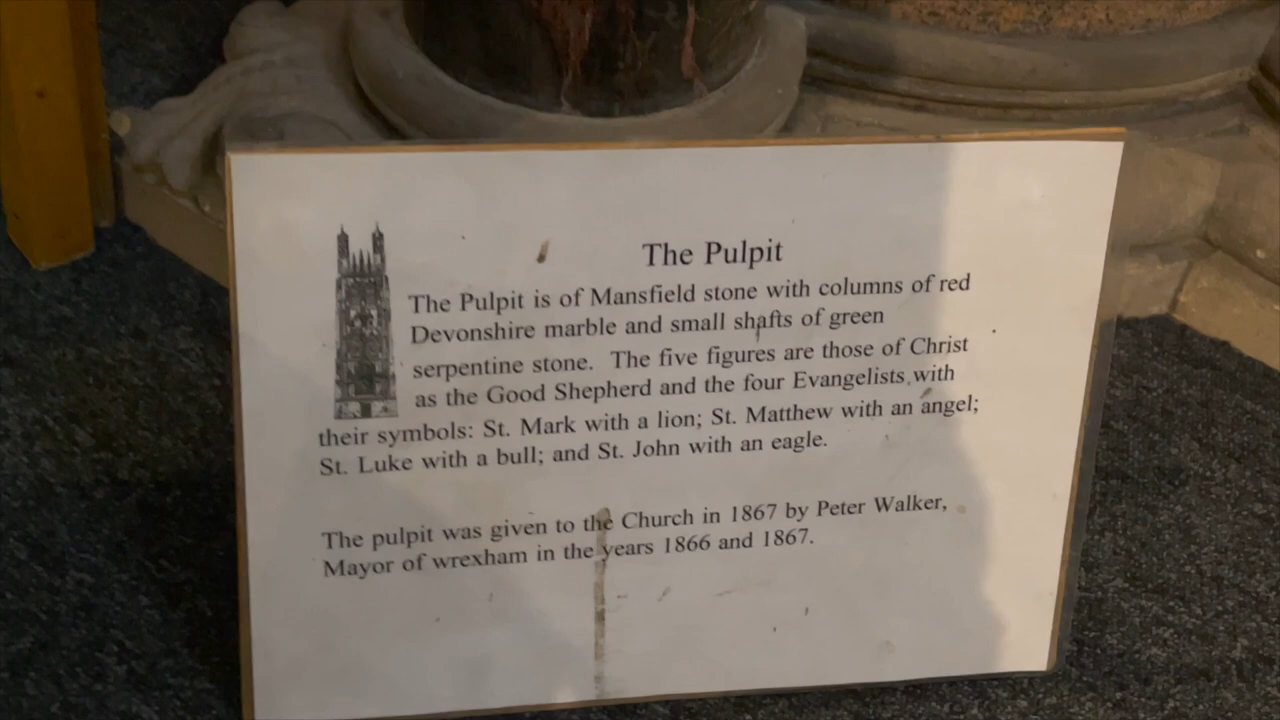 The Pulpit
The Pulpit is of Mansfield stone with columns of red
Devonshire marble and small shafts of green
serpentine stone. The five figures are those of Christ
as the Good Shepherd and the four Evangelists with
their symbols: St. Mark with a lion; St. Matthew with an angel;
St. Luke with a bull; and St. John with an eagle.
The pulpit was given to the Church in 1867 by Peter Walker,
Mayor of wrexham in the years 1866 and 1867.